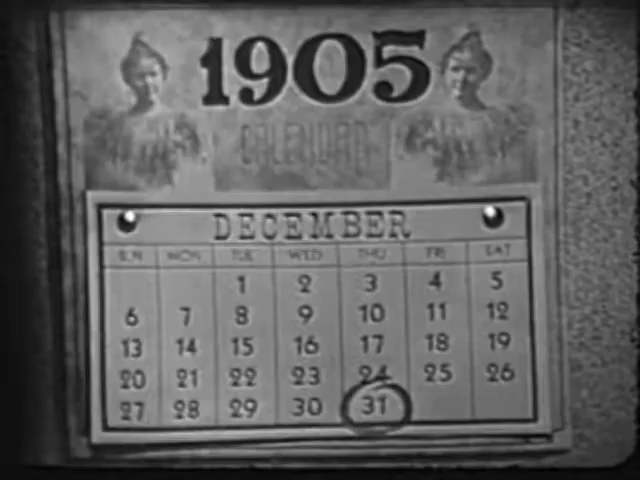 1905
CALENDAR
DECEMBER
SUN MON TUE WED THU FRI SAT
1 2 3 4 5
6 7 8 9 10 11 12
13 14 15 16 17 18 19
20 21 22 23 24 25 26
27 28 29 30 31